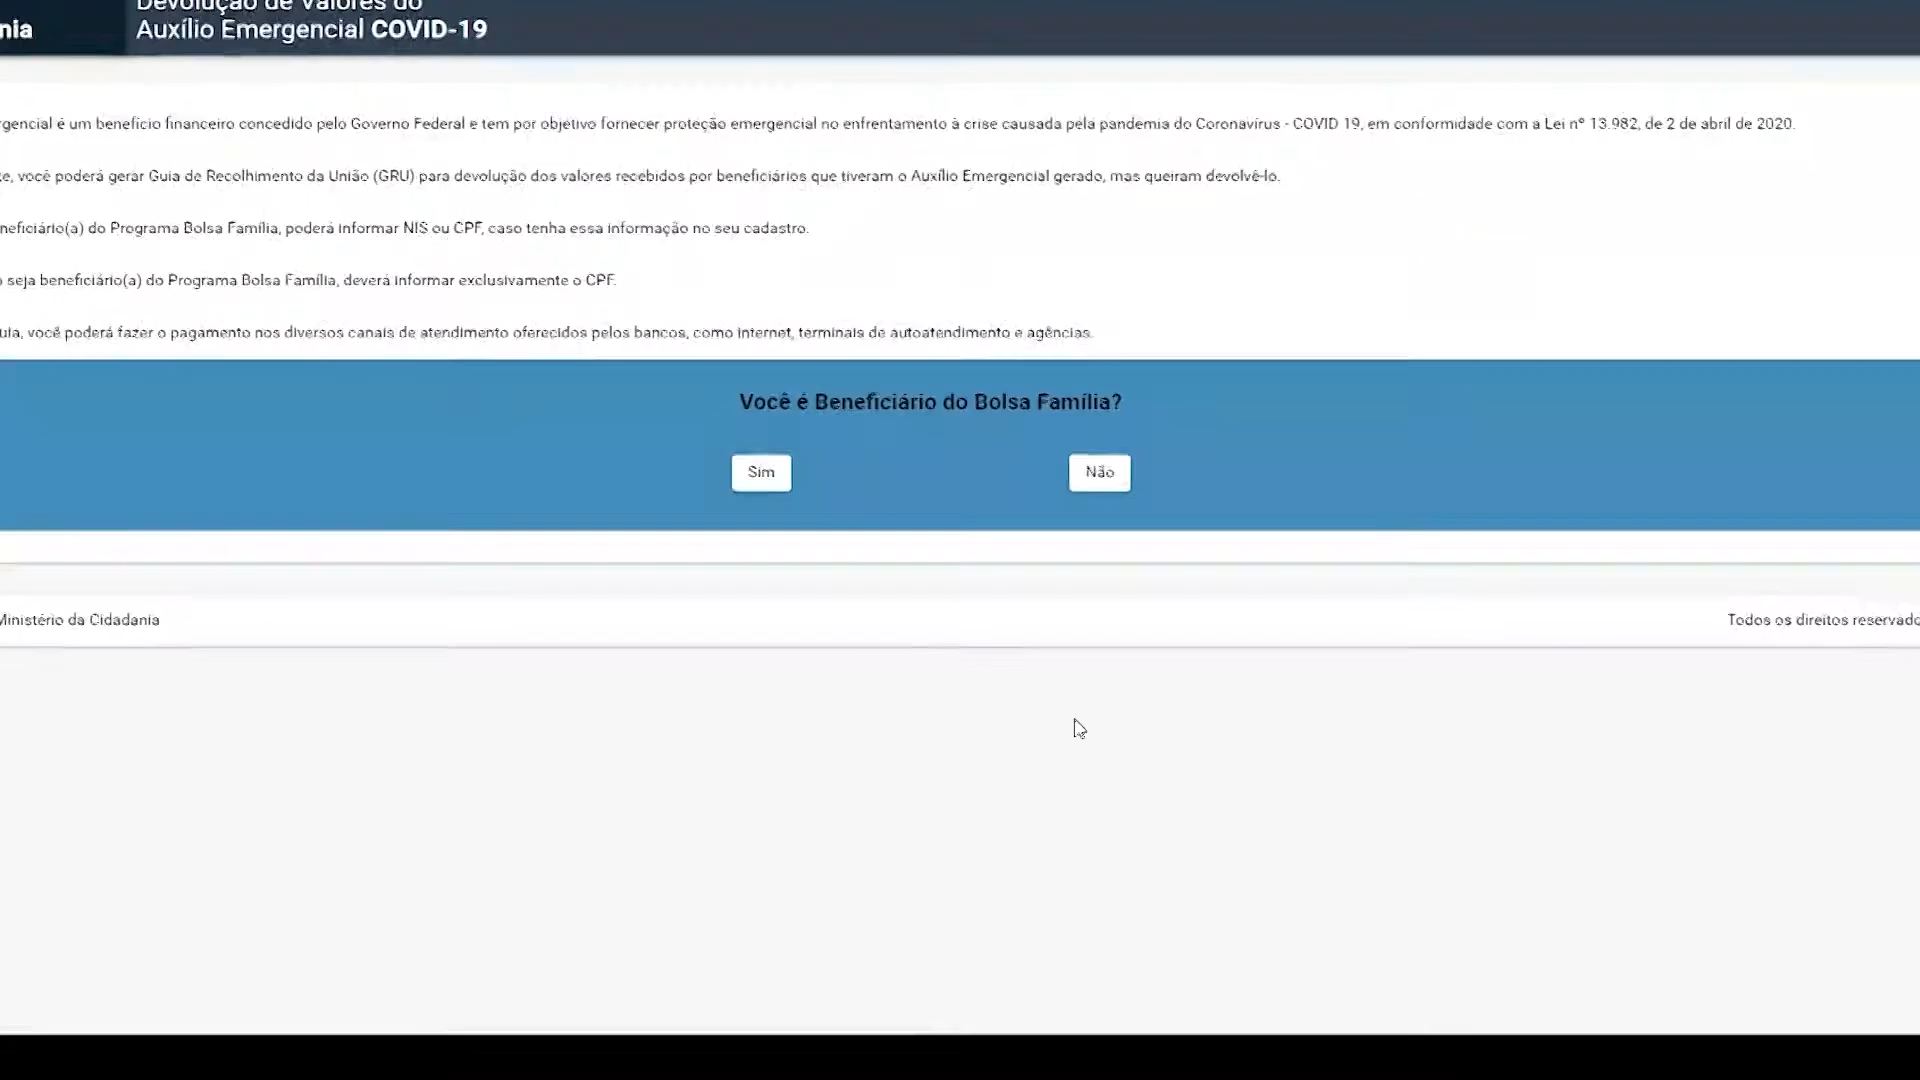 Devolução de Valores do
nia
Auxílio Emergencial COVID-19
rgencial é um benefício financeiro concedido pelo Governo Federal e tem por objetivo fornecer proteção emergencial no enfrentamento à crise causada pela pandemia do Coronavírus - COVID 19, em conformidade com a Lei nº 13.982, de 2 de abril de 2020.
te, você poderá gerar Guia de Recolhimento da União (GRU) para devolução dos valores recebidos por beneficiários que tiveram o Auxílio Emergencial gerado, mas queiram devolvê-lo.
neficiário(a) do Programa Bolsa Família, poderá informar NIS ou CPF, caso tenha essa informação no seu cadastro.
o seja beneficiário(a) do Programa Bolsa Família, deverá informar exclusivamente o CPF.
uia, você poderá fazer o pagamento nos diversos canais de atendimento oferecidos pelos bancos, como internet, terminais de autoatendimento e agências.
Você é Beneficiário do Bolsa Família?
Sim Não
Ministério da Cidadania
Todos os direitos reservado